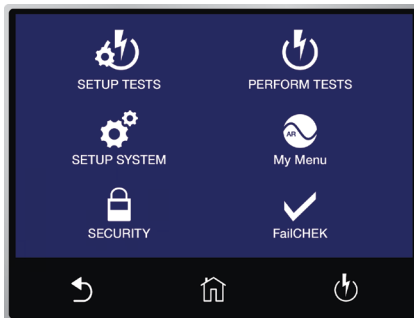 SETUP TESTS
PERFORM TESTS
SETUP SYSTEM
AR
My Menu
SECURITY
FailCHEK